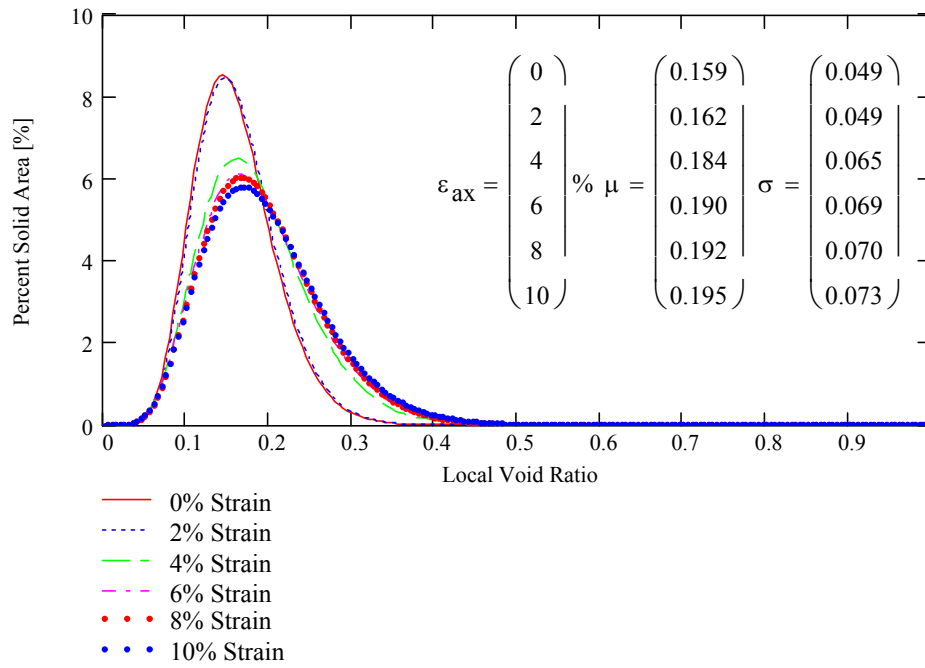 10
8
6
4
2
0
Percent Solid Area [%]
0 0.1 0.2 0.3 0.4 0.5 0.6 0.7 0.8 0.9
Local Void Ratio
ε ax = ( 0 2 4 6 8 10 ) % μ = ( 0.159 0.162 0.184 0.190 0.192 0.195 ) σ = ( 0.049 0.049 0.065 0.069 0.070 0.073 )
0% Strain
2% Strain
4% Strain
6% Strain
8% Strain
10% Strain